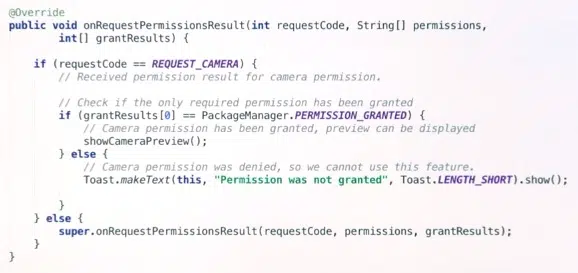 @Override
public void onRequestPermissionsResult(int requestCode, String[] permissions,
        int[] grantResults) {

    if (requestCode == REQUEST_CAMERA) {
        // Received permission result for camera permission.

        // Check if the only required permission has been granted
        if (grantResults[0] == PackageManager.PERMISSION_GRANTED) {
            // Camera permission has been granted, preview can be displayed
            showCameraPreview();
        } else {
            // Camera permission was denied, so we cannot use this feature.
            Toast.makeText(this, "Permission was not granted", Toast.LENGTH_SHORT).show();

        }
    } else {
        super.onRequestPermissionsResult(requestCode, permissions, grantResults);
    }
}